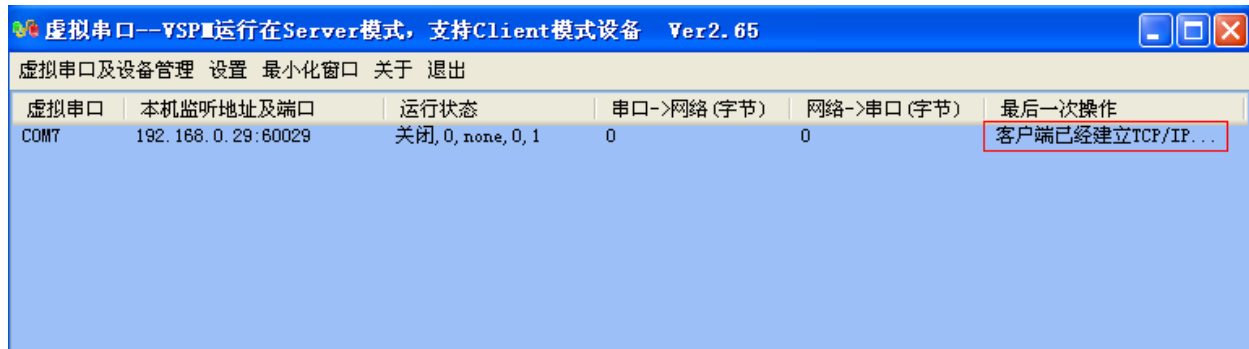 虚拟串口--VSPM运行在Server模式，支持Client模式设备 Ver2.65
虚拟串口及设备管理 设置 最小化窗口 关于 退出
虚拟串口 本机监听地址及端口 运行状态 串口->网络(字节) 网络->串口(字节) 最后一次操作
COM7 192.168.0.29:60029 关闭,0,none,0,1 0 0 客户端已经建立TCP/IP...